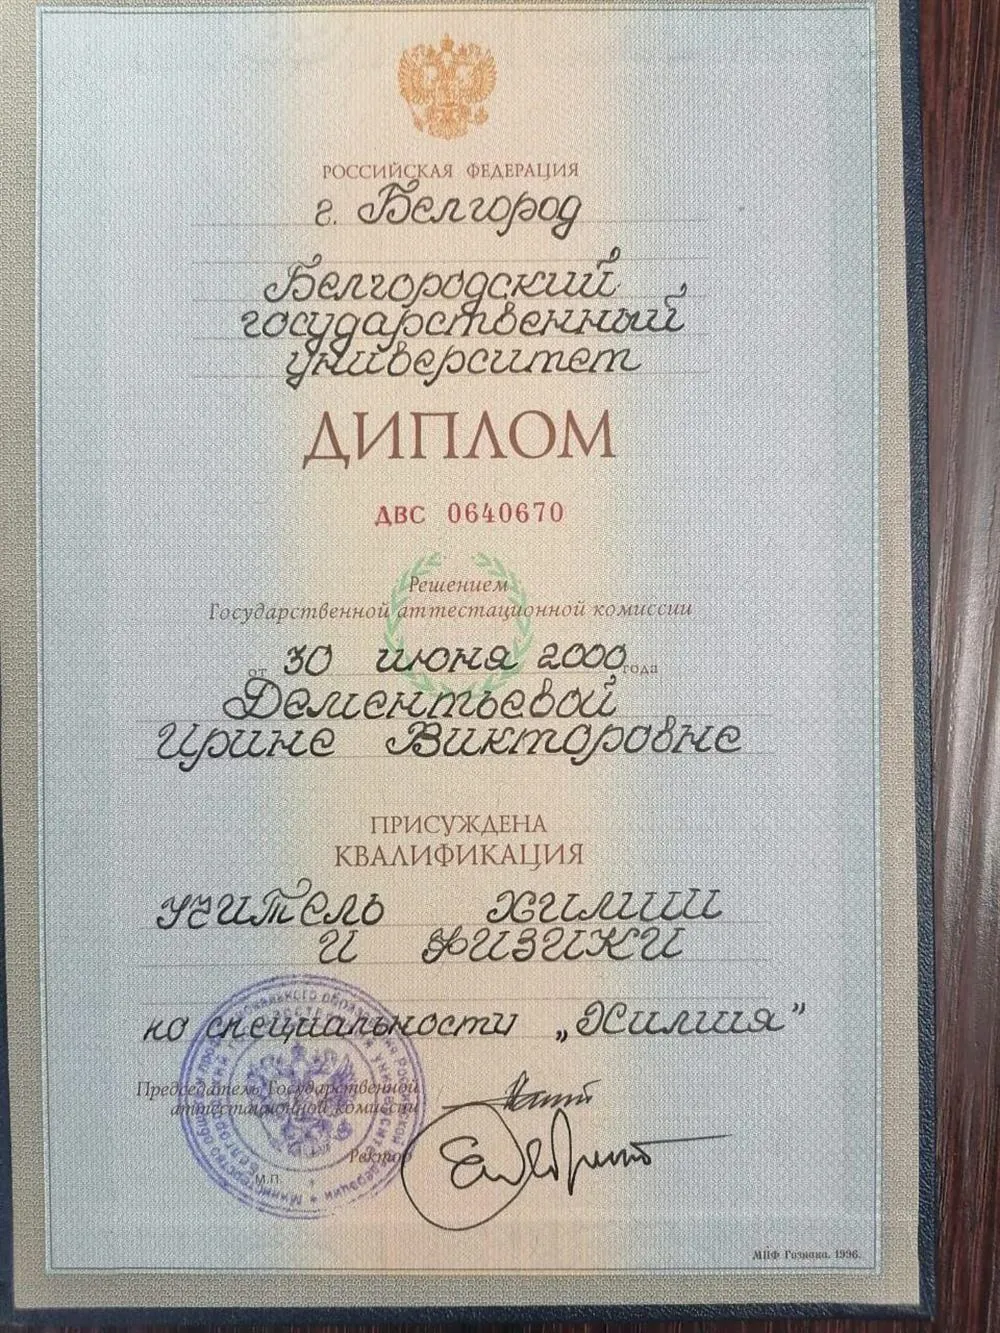 РОССИЙСКАЯ ФЕДЕРАЦИЯ
г. Белгород
Белгородский
государственный
университет
ДИПЛОМ
ДВС 0640670
Решением
Государственной аттестационной комиссии
от 30 июня 2000 года
Дементьевой
Ирине Викторовне
ПРИСУЖДЕНА
КВАЛИФИКАЦИЯ
учитель химии
и физики
по специальности „Химия”
Председатель Государственной
аттестационной комиссии
Ректор
М.П.
МПФ Гознака. 1996.